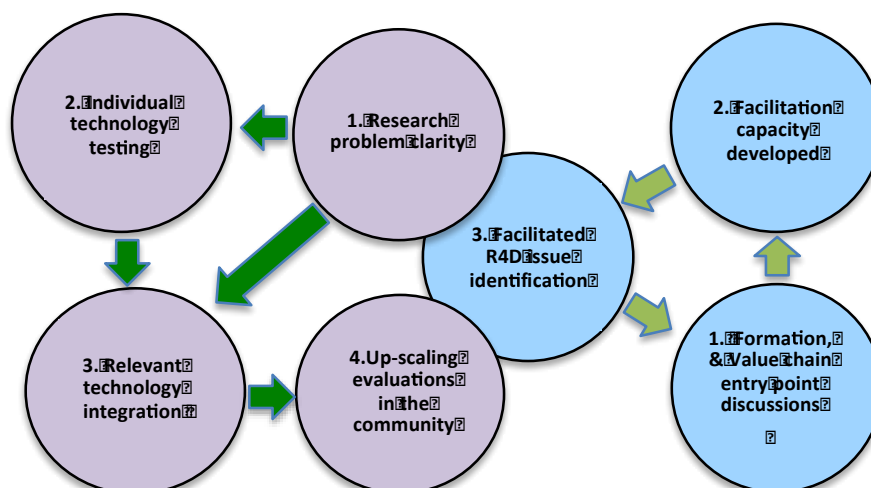 2. Individual
technology
testing
1. Research
problem clarity
2. Facilitation
capacity
developed
3. Facilitated
R4D issue
identification
3. Relevant
technology
integration
4. Up-scaling
evaluations
in the
community
1. Formation,
& Value chain
entry point
discussions